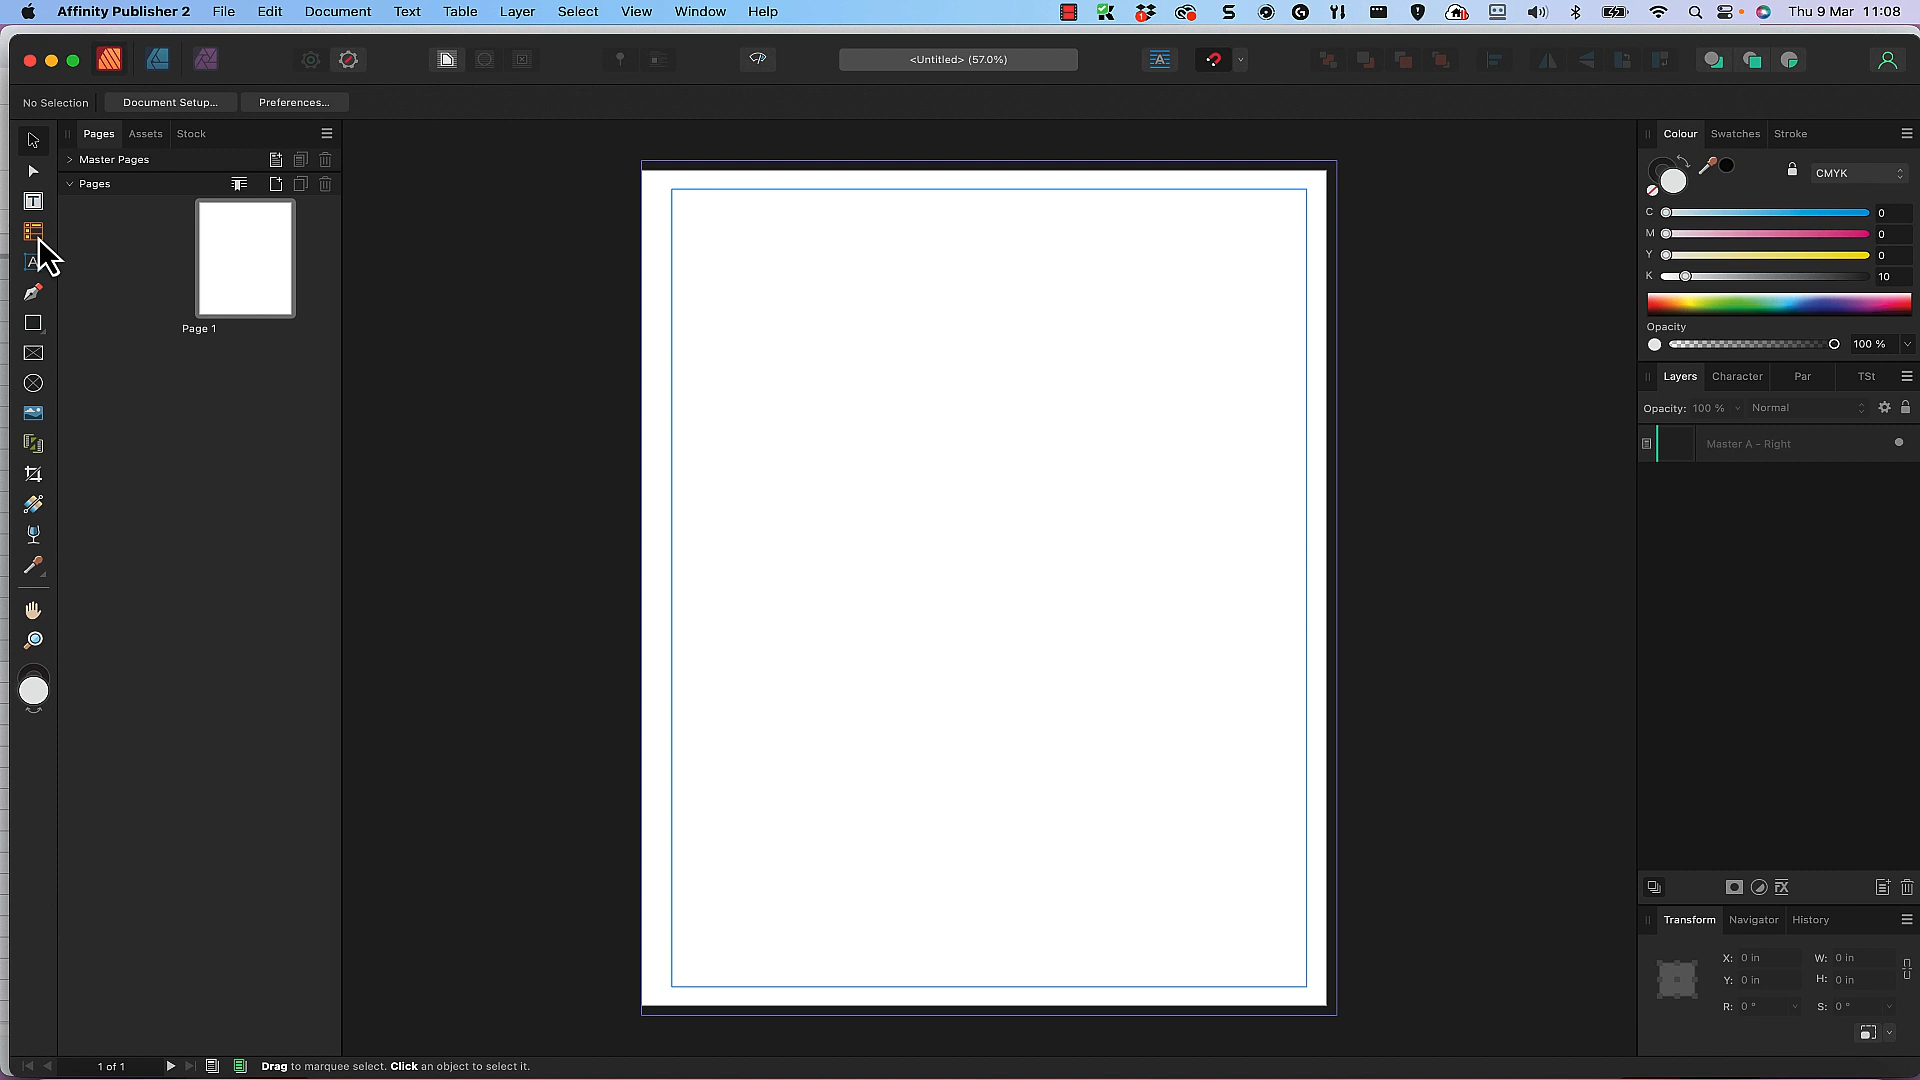 Affinity Publisher 2 File Edit Document Text Table Layer Select View Window Help Thu 9 Mar 11:08
<Untitled> (57.0%)
No Selection Document Setup... Preferences...
Pages Assets Stock
Master Pages
Pages
Page 1
Colour Swatches Stroke
CMYK
C 0
M 0
Y 0
K 10
Opacity
100 %
Layers Character Par TSt
Opacity: 100 % Normal
Master A - Right
Transform Navigator History
X: 0 in W: 0 in
Y: 0 in H: 0 in
R: 0 ° S: 0 °
1 of 1 Drag to marquee select. Click an object to select it.